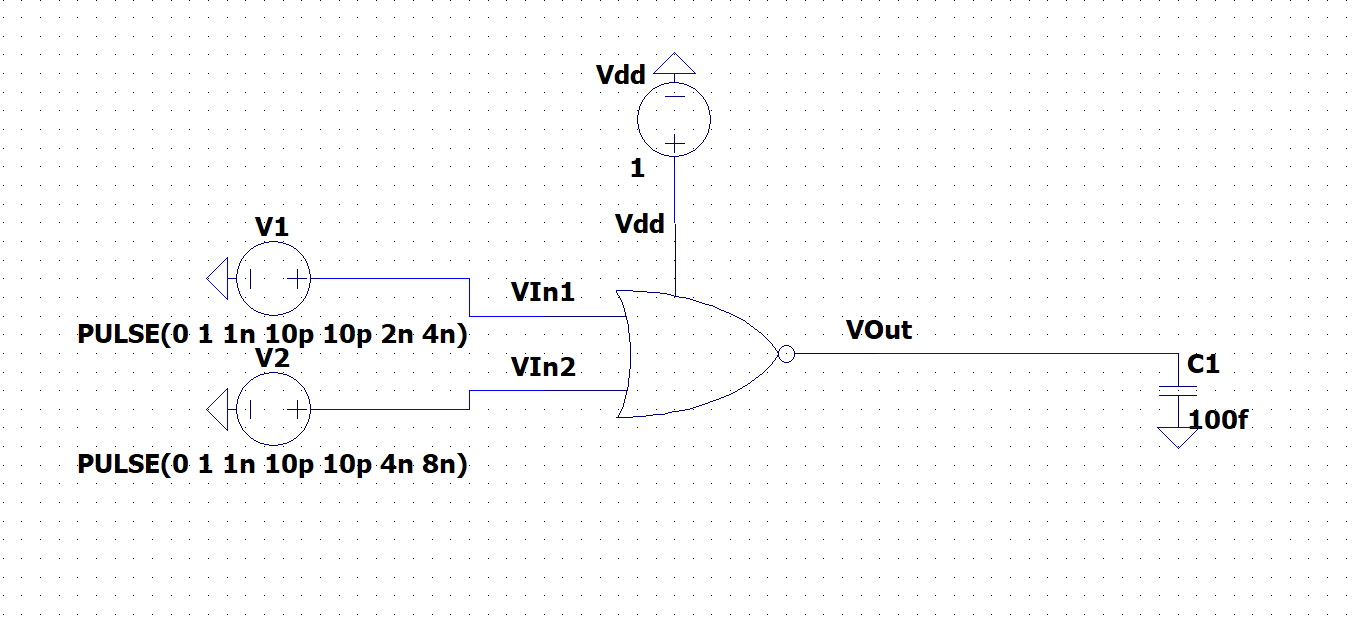 Vdd
1
Vdd
V1
PULSE(0 1 1n 10p 10p 2n 4n)
VIn1
V2
PULSE(0 1 1n 10p 10p 4n 8n)
VIn2
VOut
C1
100f